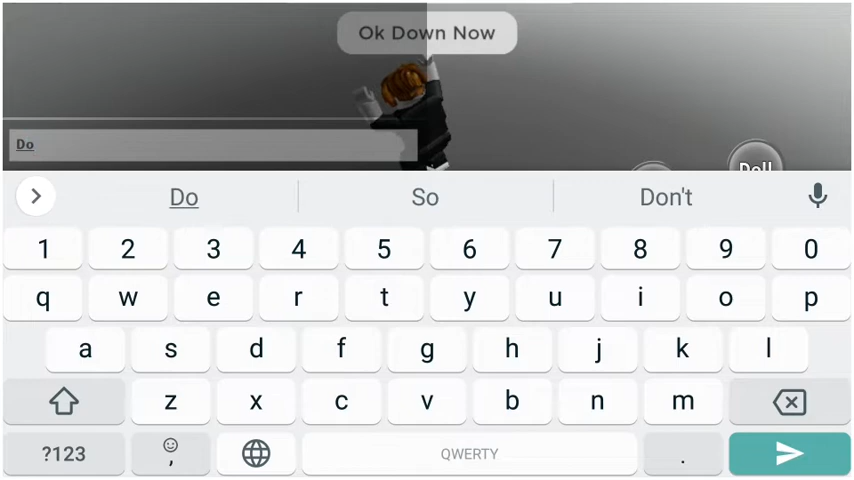 Ok Down Now
Do
Doll
Do So Don't
1 2 3 4 5 6 7 8 9 0
q w e r t y u i o p
a s d f g h j k l
z x c v b n m
?123 , QWERTY .